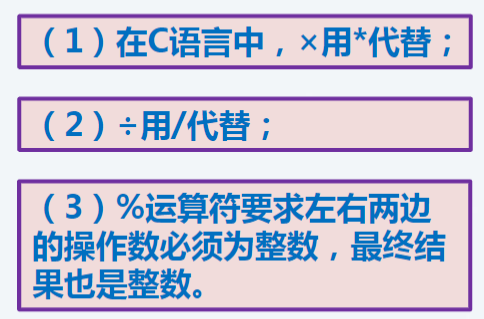 （1）在C语言中，×用*代替；
（2）÷用/代替；
（3）%运算符要求左右两边
的操作数必须为整数，最终结
果也是整数。